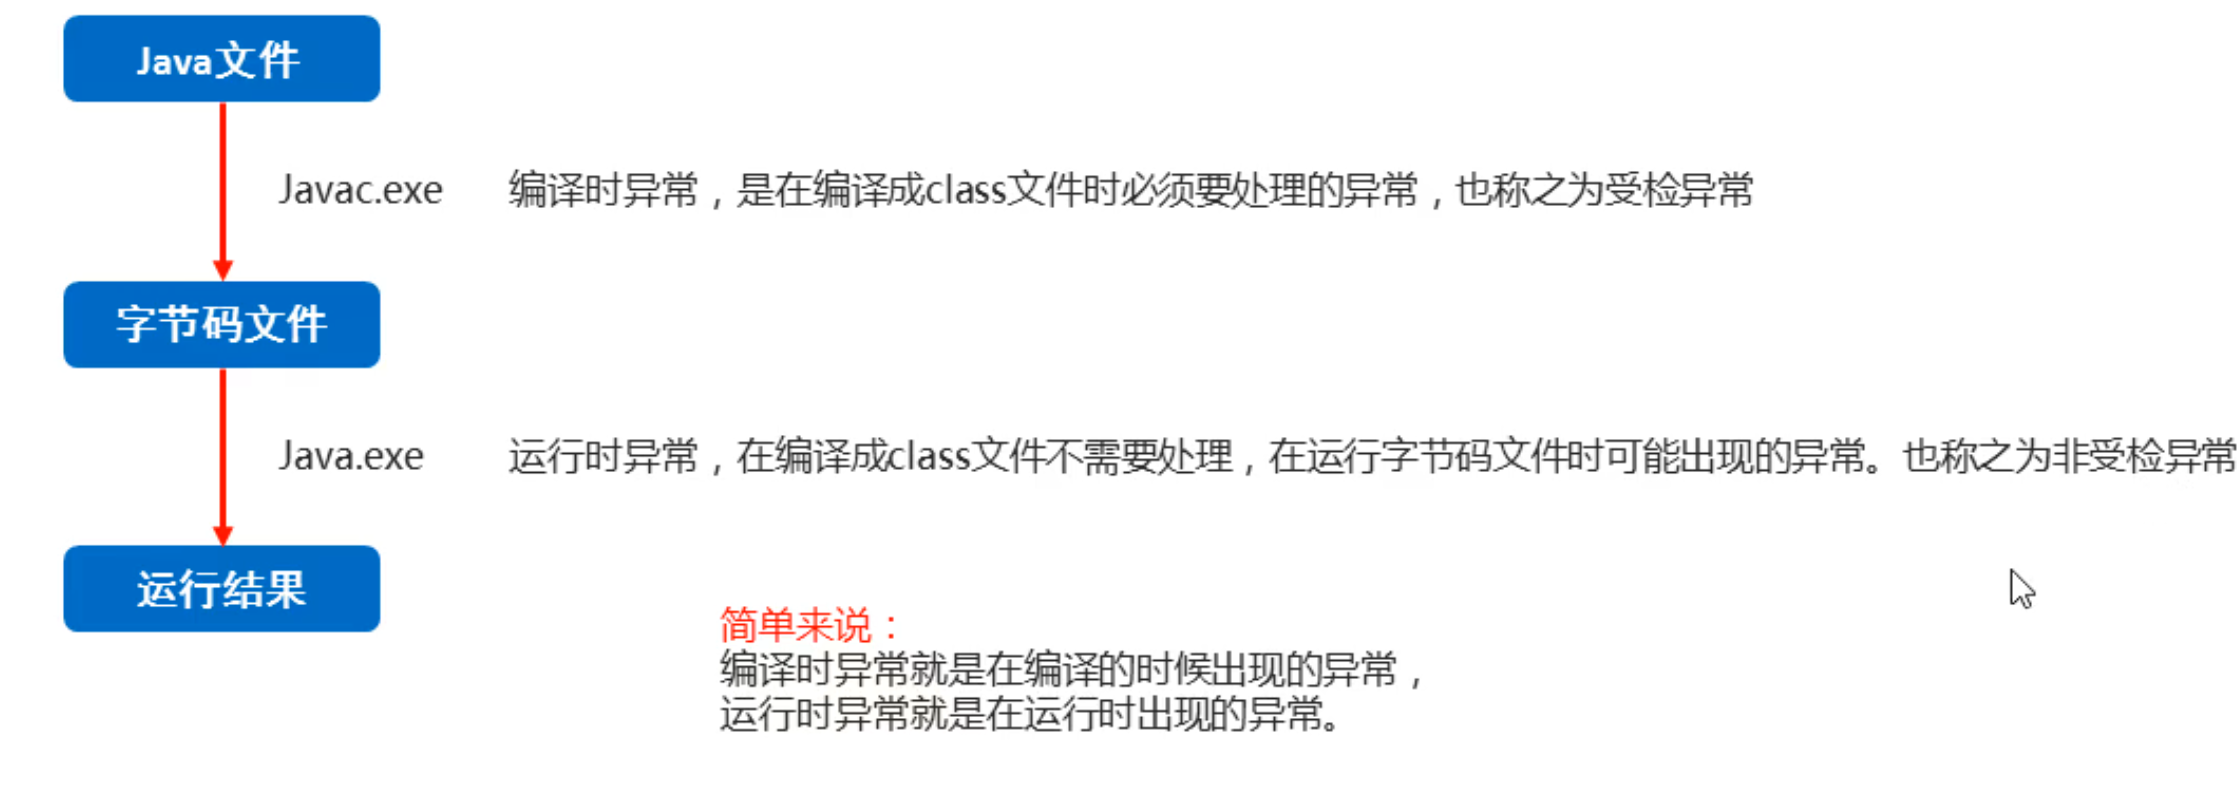 Java文件
Javac.exe 编译时异常，是在编译成class文件时必须要处理的异常，也称之为受检异常
字节码文件
Java.exe 运行时异常，在编译成class文件不需要处理，在运行字节码文件时可能出现的异常。也称之为非受检异常
运行结果
简单来说：
编译时异常就是在编译的时候出现的异常，
运行时异常就是在运行时出现的异常。